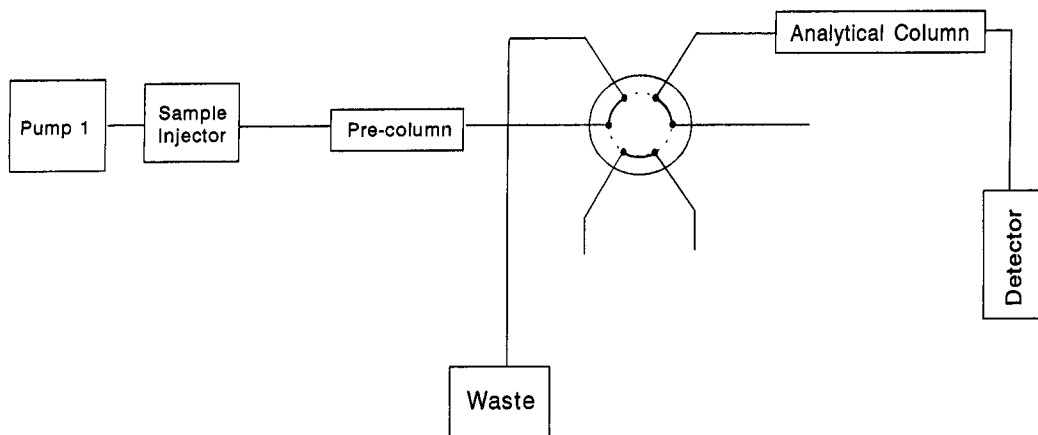 Pump 1
Sample
Injector
Pre-column
Analytical Column
Detector
Waste